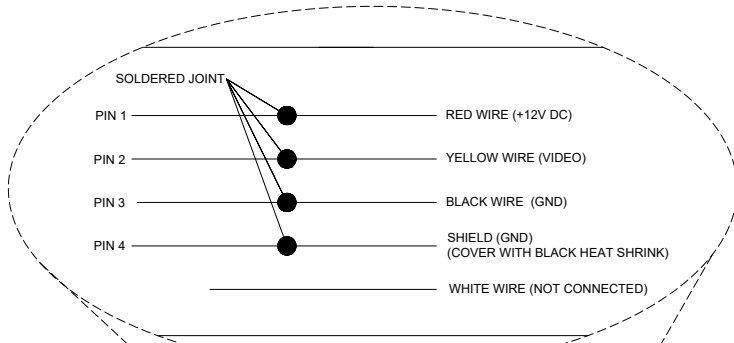 SOLDERED JOINT
PIN 1
RED WIRE (+12V DC)
PIN 2
YELLOW WIRE (VIDEO)
PIN 3
BLACK WIRE (GND)
PIN 4
SHIELD (GND)
(COVER WITH BLACK HEAT SHRINK)
WHITE WIRE (NOT CONNECTED)